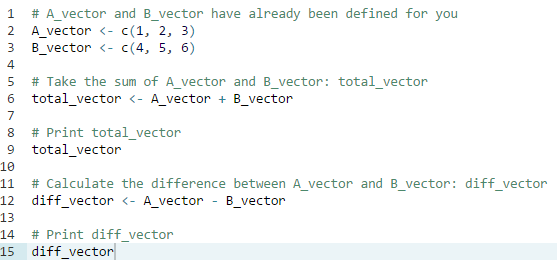 1 # A_vector and B_vector have already been defined for you
2 A_vector <- c(1, 2, 3)
3 B_vector <- c(4, 5, 6)
4
5 # Take the sum of A_vector and B_vector: total_vector
6 total_vector <- A_vector + B_vector
7
8 # Print total_vector
9 total_vector
10
11 # Calculate the difference between A_vector and B_vector: diff_vector
12 diff_vector <- A_vector - B_vector
13
14 # Print diff_vector
15 diff_vector